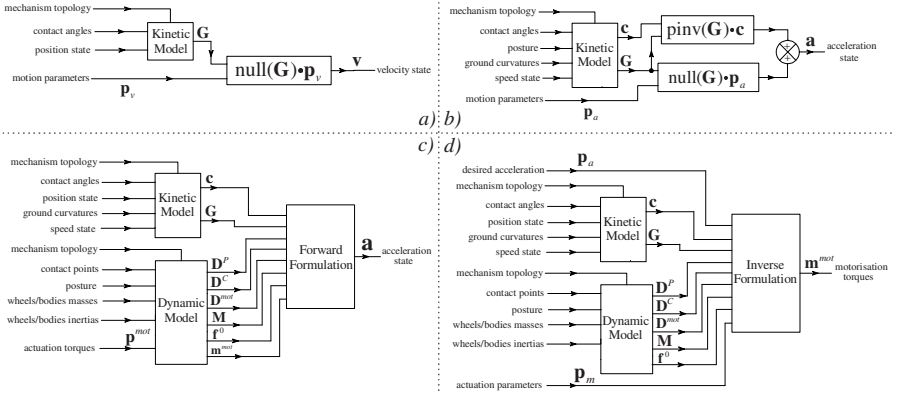 mechanism topology
contact angles
position state
Kinetic Model
G
null(G)•p_v
motion parameters
p_v
v
velocity state
a)
mechanism topology
contact angles
posture
ground curvatures
speed state
Kinetic Model
c
G
pinv(G)•c
null(G)•p_a
motion parameters
p_a
+
+
a
acceleration state
b)
c)
mechanism topology
contact angles
position state
ground curvatures
speed state
Kinetic Model
c
G
mechanism topology
contact points
posture
wheels/bodies masses
wheels/bodies inertias
p^mot
actuation torques
Dynamic Model
D^P
D^C
D^mot
M
f^0
m^mot
Forward Formulation
a
acceleration state
d)
p_a
desired acceleration
mechanism topology
contact angles
position state
ground curvatures
speed state
Kinetic Model
c
G
mechanism topology
contact points
posture
wheels/bodies masses
wheels/bodies inertias
Dynamic Model
D^P
D^C
D^mot
M
f^0
actuation parameters
p_m
Inverse Formulation
m^mot
motorisation torques